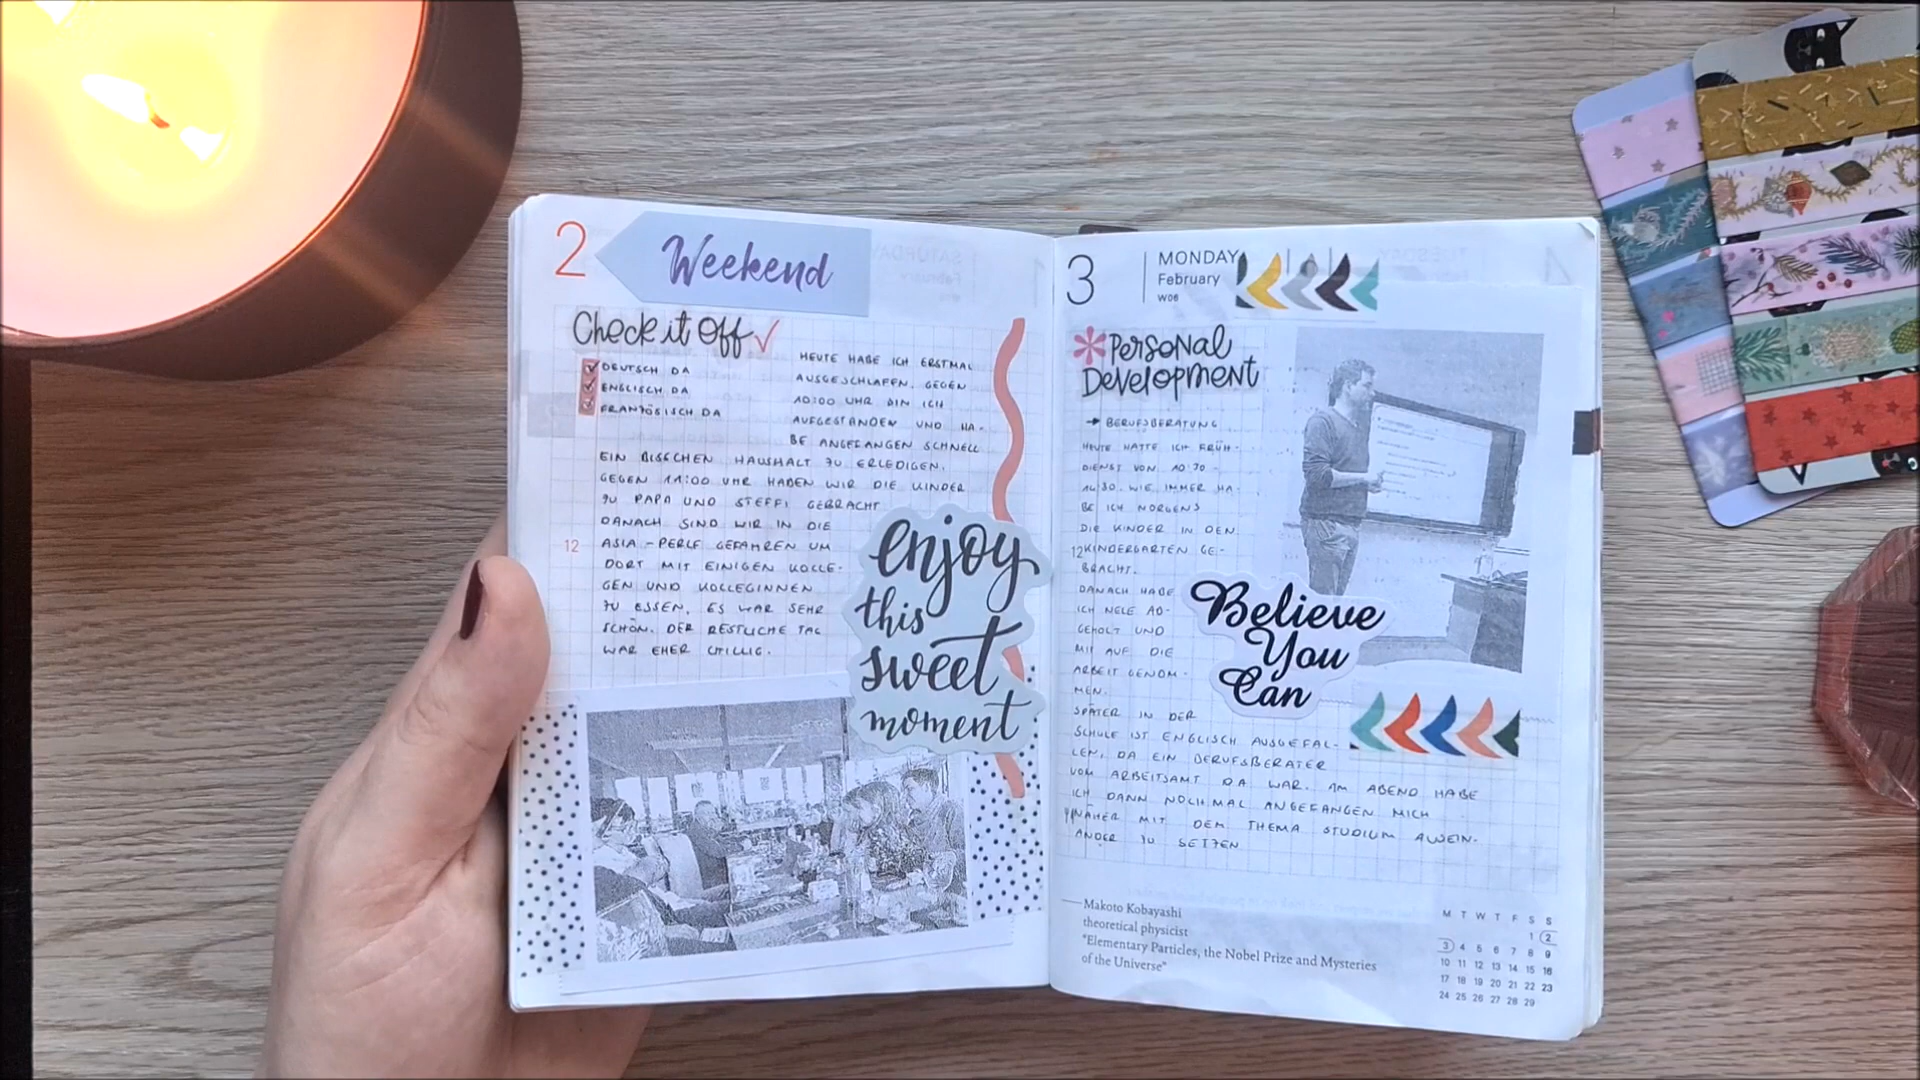 2
Weekend
Check it off ✓
DEUTSCH DA
ENGLISCH DA
FRANZÖSISCH DA
HEUTE HABE ICH ERSTMAL
AUSGESCHLAFEN. GEGEN
10:00 UHR BIN ICH
AUFGESTANDEN UND HA-
BE ANGEFANGEN SCHNELL
EIN BISSCHEN HAUSHALT ZU ERLEDIGEN.
GEGEN 11:00 UHR HABEN WIR DIE KINDER
ZU PAPA UND STEFFI GEBRACHT
DANACH SIND WIR IN DIE
12 ASIA-PERLE GEFAHREN UM
DORT MIT EINIGEN KOLLE-
GEN UND KOLLEGINNEN
ZU ESSEN. ES WAR SEHR
SCHÖN. DER RESTLICHE TAG
WAR EHER CHILLIG.
enjoy
this
sweet
moment
3
MONDAY
February
W06
Personal
Development
→ BERUFSBERATUNG
HEUTE HATTE ICH FRÜH-
DIENST VON 10:30 -
14:30. WIE IMMER HA-
BE ICH MORGENS
DIE KINDER IN DEN
12 KINDERGARTEN GE-
BRACHT.
DANACH HABE
ICH NELE AB-
GEHOLT UND
MIT AUF DIE
ARBEIT GENOM-
MEN.
SPÄTER IN DER
SCHULE IST ENGLISCH AUSGEFAL-
LEN, DA EIN BERUFSBERATER
VOM ARBEITSAMT DA WAR. AM ABEND HABE
ICH DANN NOCHMAL ANGEFANGEN MICH
NÄHER MIT DEM THEMA STUDIUM AUSEIN-
ANDER ZU SETZEN
Believe
You
Can
Makoto Kobayashi
theoretical physicist
"Elementary Particles, the Nobel Prize and Mysteries
of the Universe"
M T W T F S S
1 2
3 4 5 6 7 8 9
10 11 12 13 14 15 16
17 18 19 20 21 22 23
24 25 26 27 28 29